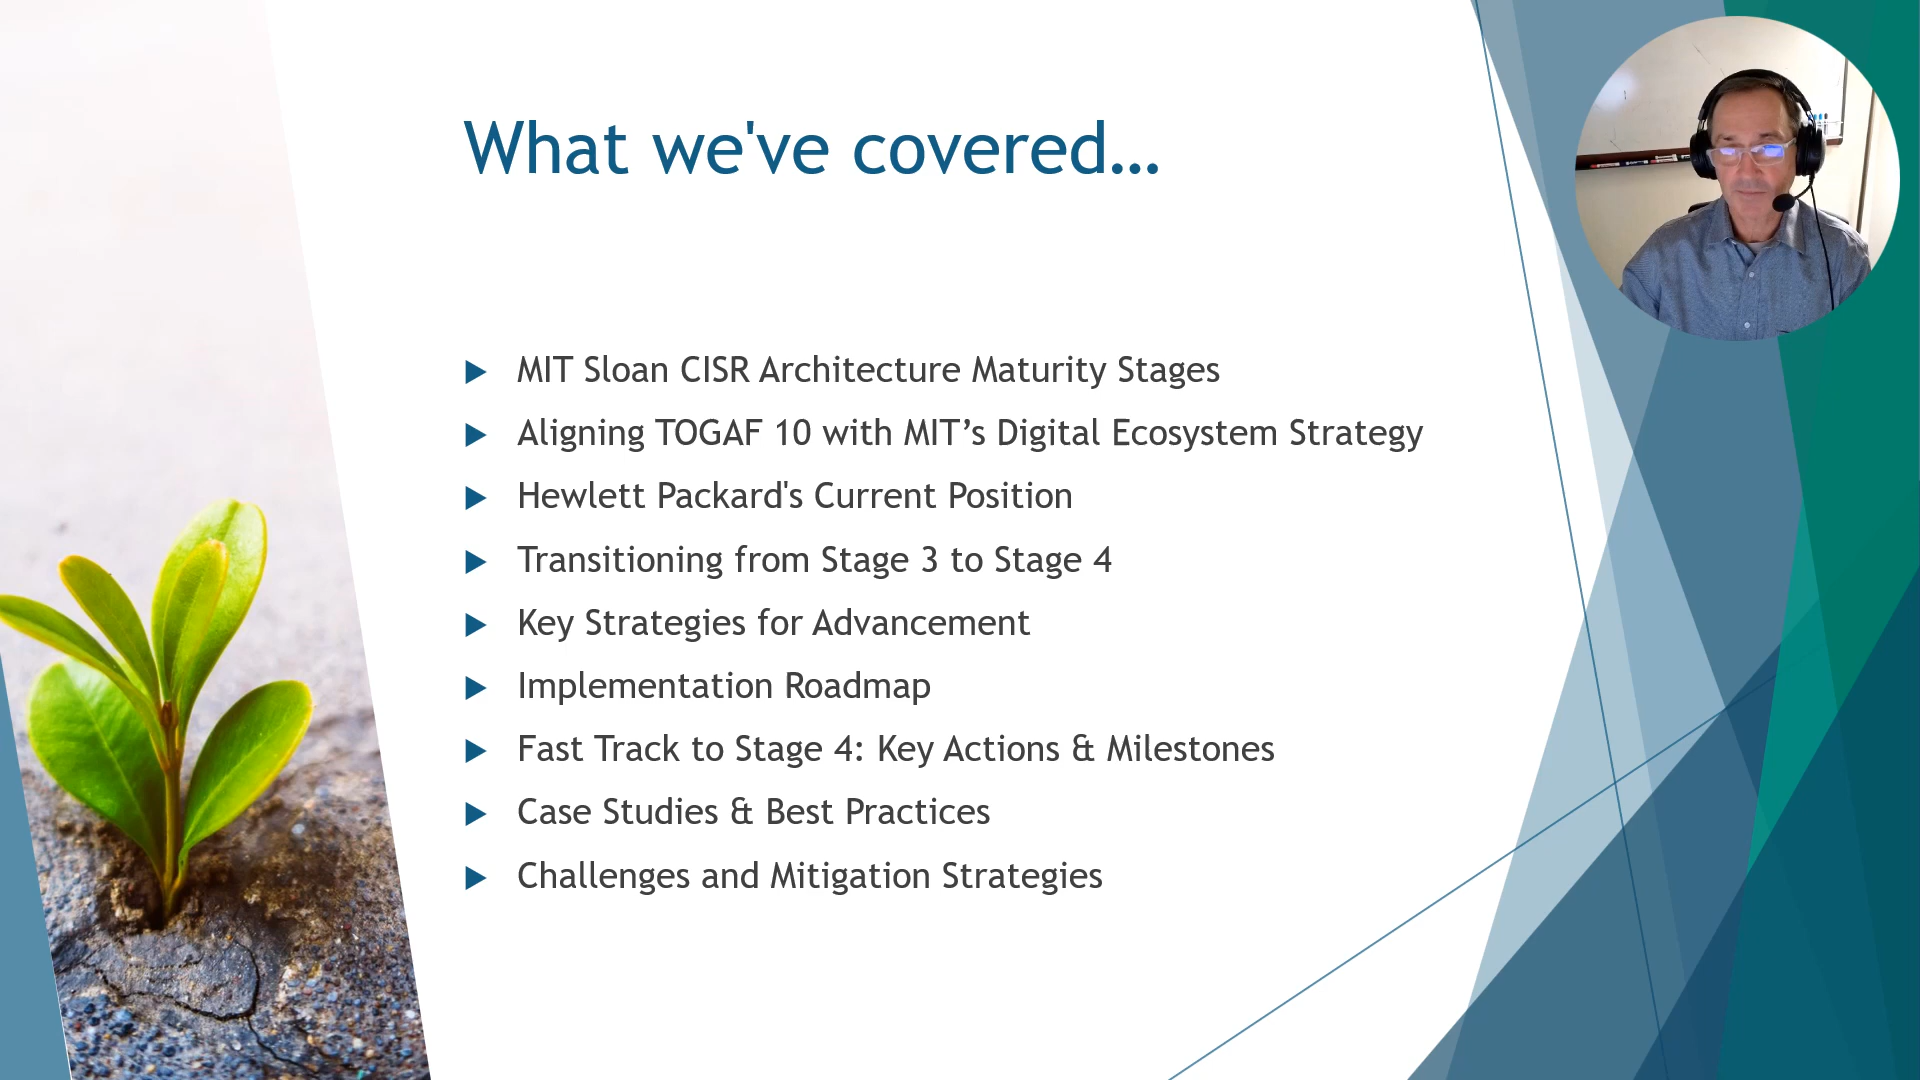 What we've covered…
MIT Sloan CISR Architecture Maturity Stages
Aligning TOGAF 10 with MIT’s Digital Ecosystem Strategy
Hewlett Packard's Current Position
Transitioning from Stage 3 to Stage 4
Key Strategies for Advancement
Implementation Roadmap
Fast Track to Stage 4: Key Actions & Milestones
Case Studies & Best Practices
Challenges and Mitigation Strategies